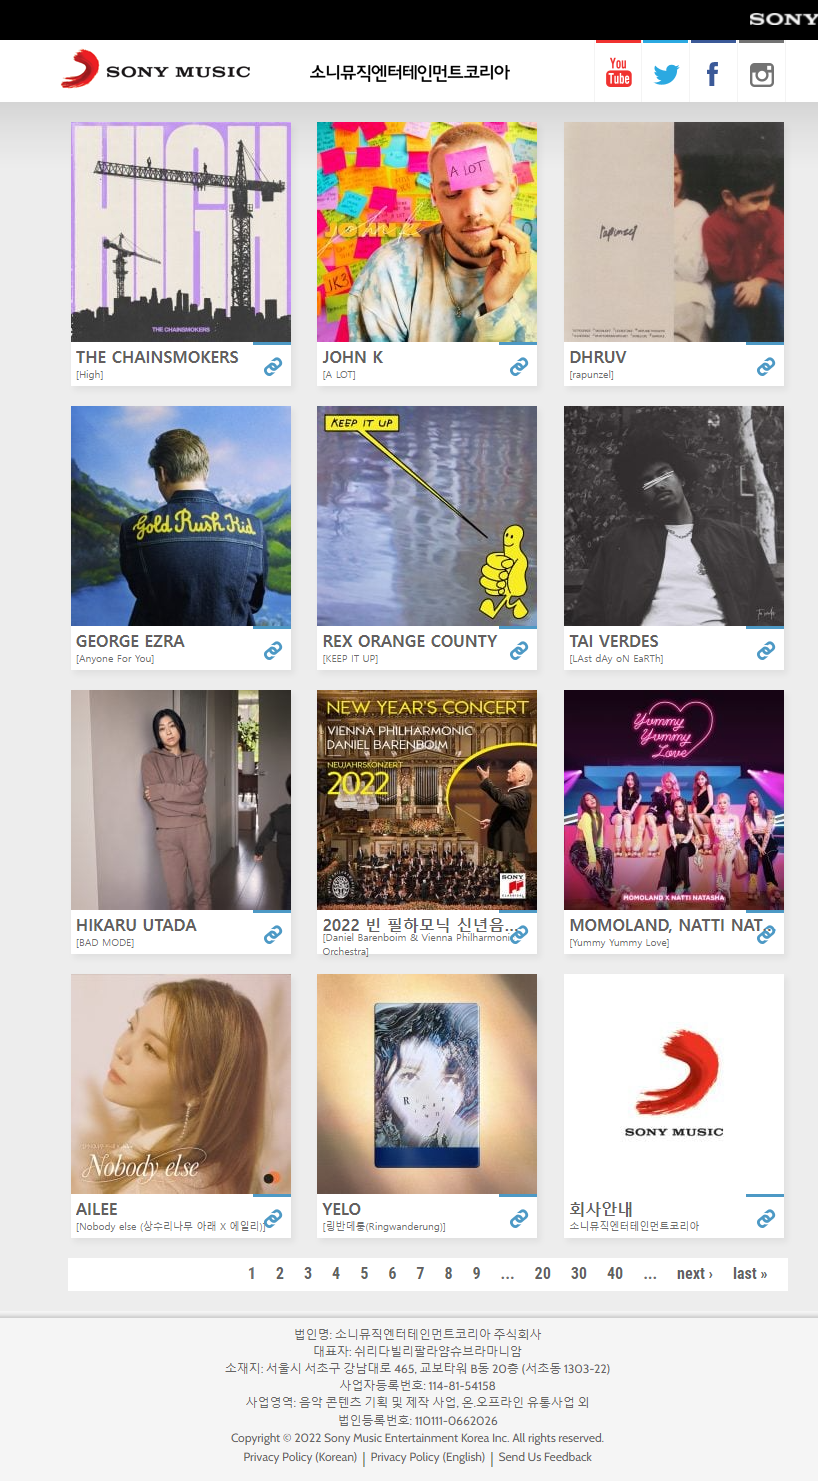 SONY
SONY MUSIC
소니뮤직엔터테인먼트코리아
You
Tube
HIGH
THE CHAINSMOKERS
A LOT
JOHN K
rapunzel
THE CHAINSMOKERS
[High]
JOHN K
[A LOT]
DHRUV
[rapunzel]
Gold Rush Kid
KEEP IT UP
GEORGE EZRA
[Anyone For You]
REX ORANGE COUNTY
[KEEP IT UP]
TAI VERDES
[LAst dAy oN EaRTh]
NEW YEAR'S CONCERT
VIENNA PHILHARMONIC
DANIEL BARENBOIM
NEUJAHRSKONZERT
2022
SONY
CLASSICAL
Yummy
Yummy
Love
MOMOLAND X NATTI NATASHA
HIKARU UTADA
[BAD MODE]
2022 빈 필하모닉 신년음...
[Daniel Barenboim & Vienna Philharmonic
Orchestra]
MOMOLAND, NATTI NAT...
[Yummy Yummy Love]
Nobody else
SONY MUSIC
AILEE
[Nobody else (상수리나무 아래 X 에일리)]
YELO
[링반데룽(Ringwanderung)]
회사안내
소니뮤직엔터테인먼트코리아
1 2 3 4 5 6 7 8 9 ... 20 30 40 ... next › last »
법인명: 소니뮤직엔터테인먼트코리아 주식회사
대표자: 쉬리다빌리팔라얌슈브라마니암
소재지: 서울시 서초구 강남대로 465, 교보타워 B동 20층 (서초동 1303-22)
사업자등록번호: 114-81-54158
사업영역: 음악 콘텐츠 기획 및 제작 사업, 온.오프라인 유통사업 외
법인등록번호: 110111-0662026
Copyright © 2022 Sony Music Entertainment Korea Inc. All rights reserved.
Privacy Policy (Korean) | Privacy Policy (English) | Send Us Feedback